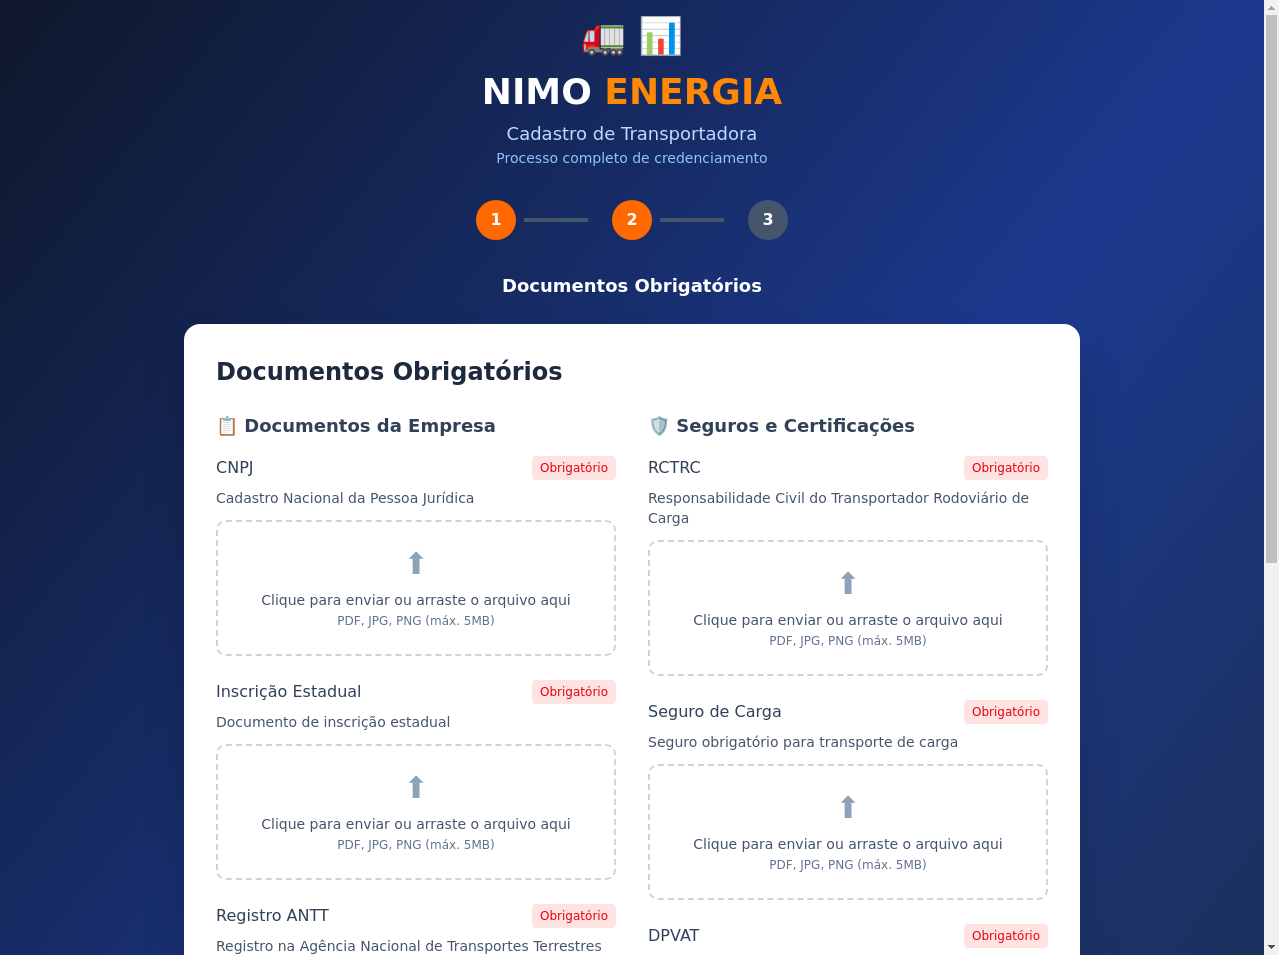 NIMO ENERGIA
Cadastro de Transportadora
Processo completo de credenciamento
1 2 3
Documentos Obrigatórios
Documentos Obrigatórios
📋 Documentos da Empresa
CNPJ Obrigatório
Cadastro Nacional da Pessoa Jurídica
Clique para enviar ou arraste o arquivo aqui
PDF, JPG, PNG (máx. 5MB)
Inscrição Estadual Obrigatório
Documento de inscrição estadual
Clique para enviar ou arraste o arquivo aqui
PDF, JPG, PNG (máx. 5MB)
Registro ANTT Obrigatório
Registro na Agência Nacional de Transportes Terrestres
🛡️ Seguros e Certificações
RCTRC Obrigatório
Responsabilidade Civil do Transportador Rodoviário de
Carga
Clique para enviar ou arraste o arquivo aqui
PDF, JPG, PNG (máx. 5MB)
Seguro de Carga Obrigatório
Seguro obrigatório para transporte de carga
Clique para enviar ou arraste o arquivo aqui
PDF, JPG, PNG (máx. 5MB)
DPVAT Obrigatório